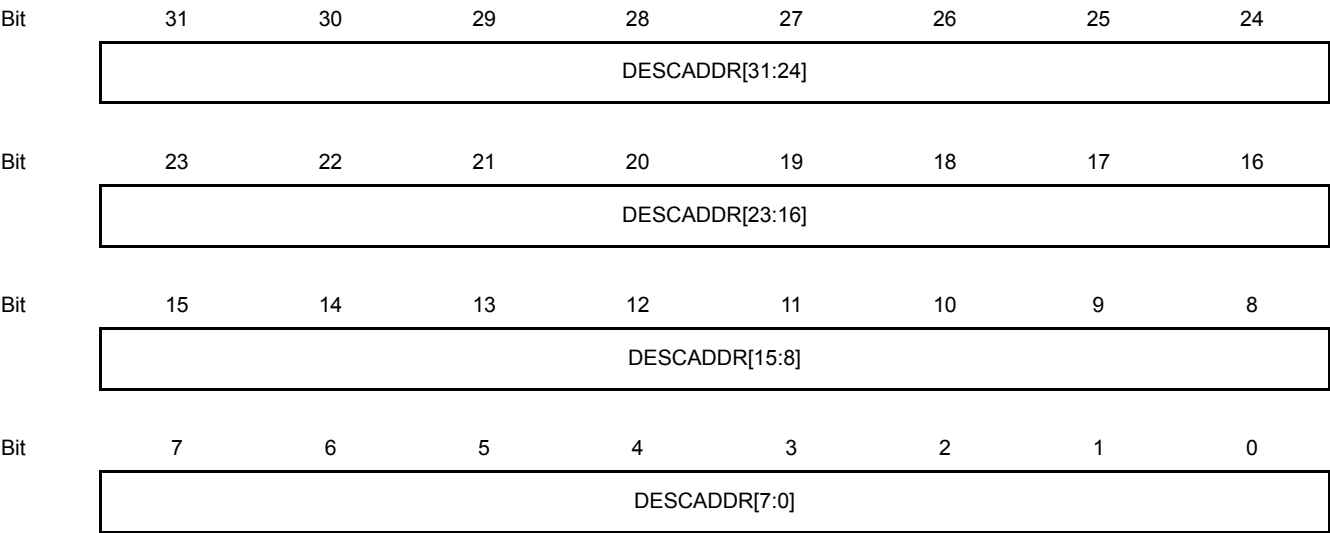 Bit 31 30 29 28 27 26 25 24
DESCADDR[31:24]
Bit 23 22 21 20 19 18 17 16
DESCADDR[23:16]
Bit 15 14 13 12 11 10 9 8
DESCADDR[15:8]
Bit 7 6 5 4 3 2 1 0
DESCADDR[7:0]